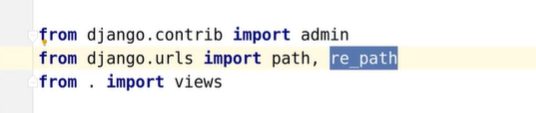 from django.contrib import admin
from django.urls import path, re_path
from . import views